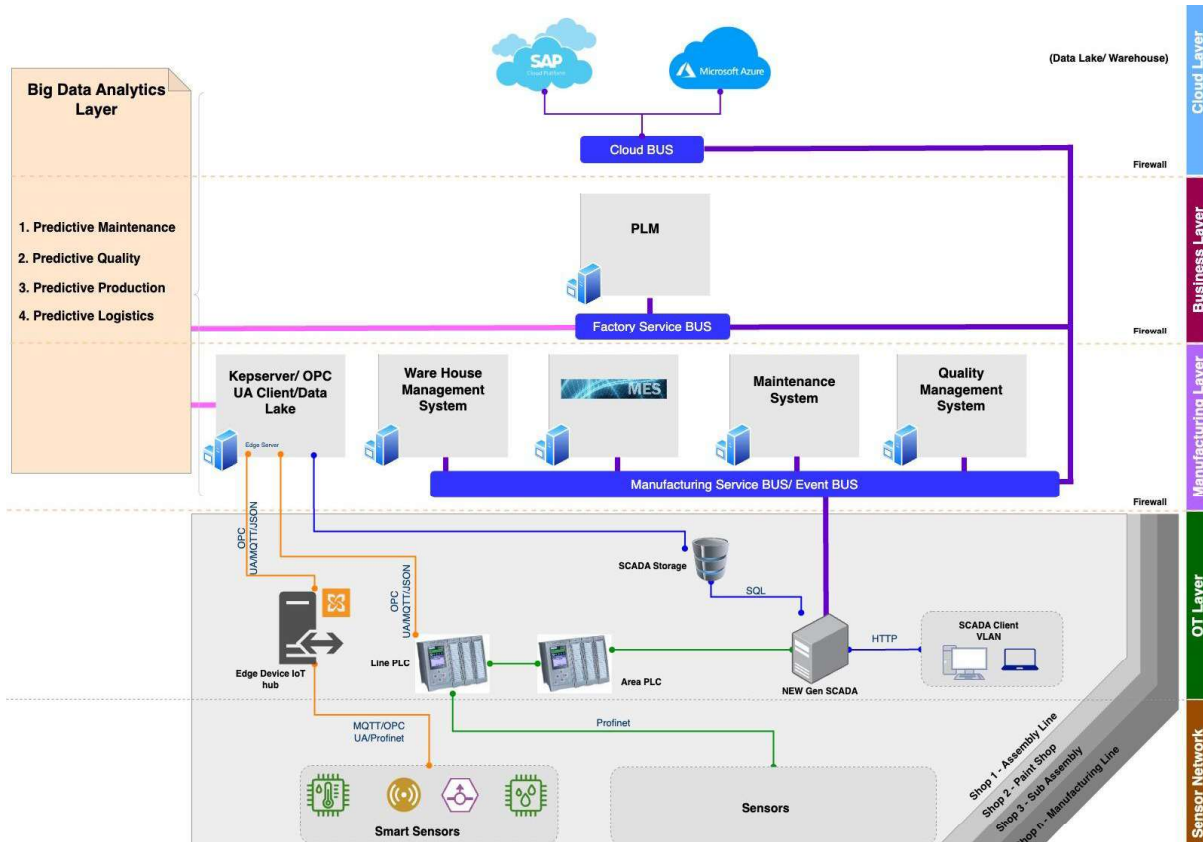 SAP
Cloud Platform
Microsoft Azure
(Data Lake/ Warehouse)
Cloud Layer
Big Data Analytics
Layer
1. Predictive Maintenance
2. Predictive Quality
3. Predictive Production
4. Predictive Logistics
Cloud BUS
Firewall
PLM
Business Layer
Factory Service BUS
Firewall
Kepserver/ OPC
UA Client/Data
Lake
Edge Server
Ware House
Management
System
MES
Maintenance
System
Quality
Management
System
Manufacturing Layer
Manufacturing Service BUS/ Event BUS
Firewall
OPC
UA/MQTT/JSON
OPC
UA/MQTT/JSON
SCADA Storage
SQL
OT Layer
Edge Device IoT
hub
Line PLC
Area PLC
NEW Gen SCADA
HTTP
SCADA Client
VLAN
MQTT/OPC
UA/Profinet
Profinet
Smart Sensors
Sensors
Shop 1 - Assembly Line
Shop 2 - Paint Shop
Shop 3 - Sub Assembly
Shop n - Manufacturing Line
Sensor Network